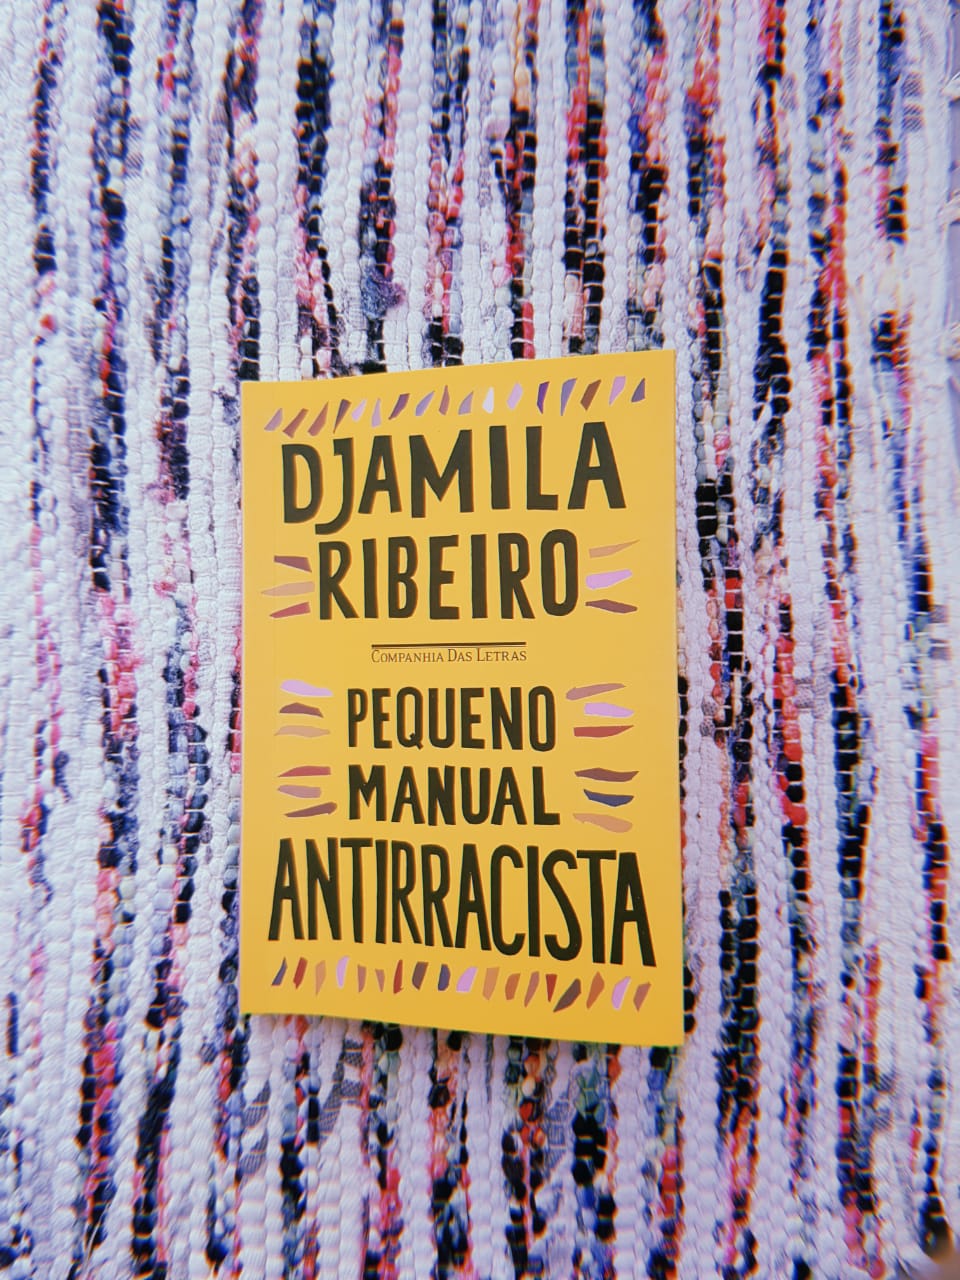 DJAMILA
RIBEIRO
COMPANHIA DAS LETRAS
PEQUENO
MANUAL
ANTIRRACISTA